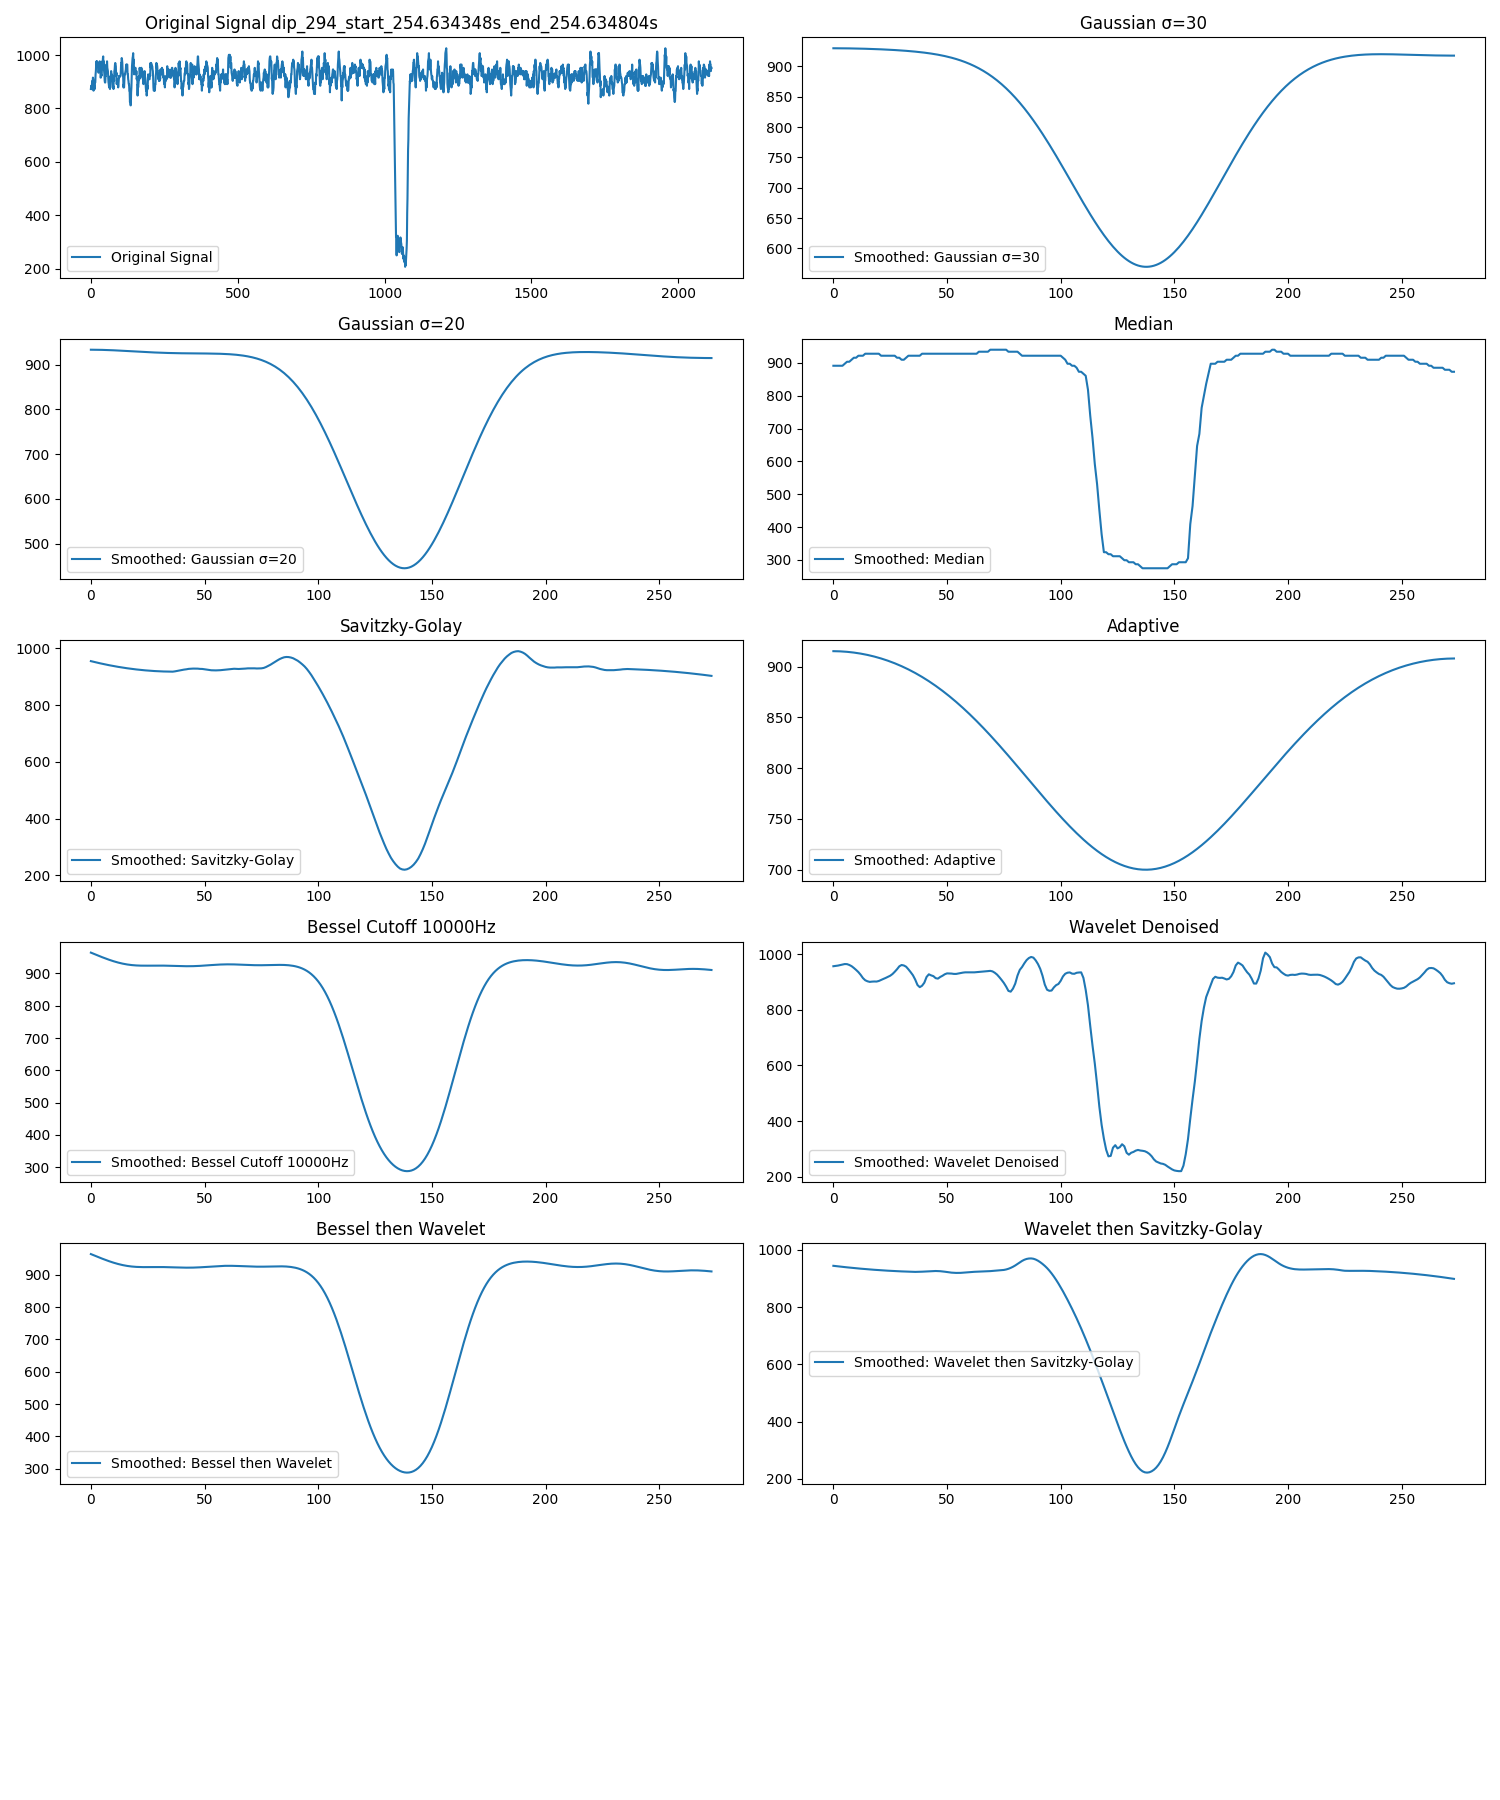 Original Signal dip_294_start_254.634348s_end_254.634804s
1000
800
600
400
200
Original Signal
0 500 1000 1500 2000
Gaussian σ=30
900
850
800
750
700
650
600
Smoothed: Gaussian σ=30
0 50 100 150 200 250
Gaussian σ=20
900
800
700
600
500
Smoothed: Gaussian σ=20
0 50 100 150 200 250
Median
900
800
700
600
500
400
300
Smoothed: Median
0 50 100 150 200 250
Savitzky-Golay
1000
800
600
400
200
Smoothed: Savitzky-Golay
0 50 100 150 200 250
Adaptive
900
850
800
750
700
Smoothed: Adaptive
0 50 100 150 200 250
Bessel Cutoff 10000Hz
900
800
700
600
500
400
300
Smoothed: Bessel Cutoff 10000Hz
0 50 100 150 200 250
Wavelet Denoised
1000
800
600
400
200
Smoothed: Wavelet Denoised
0 50 100 150 200 250
Bessel then Wavelet
900
800
700
600
500
400
300
Smoothed: Bessel then Wavelet
0 50 100 150 200 250
Wavelet then Savitzky-Golay
1000
800
600
400
200
Smoothed: Wavelet then Savitzky-Golay
0 50 100 150 200 250